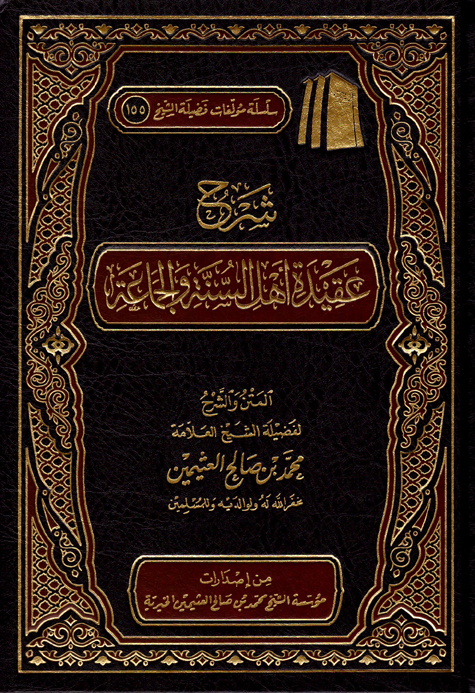 سلسلة مؤلفات فضيلة الشيخ (١٥٥)
شرح
عقيدة أهل السنة والجماعة
المتن والشرح
لفضيلة الشيخ العلامة
محمد بن صالح العثيمين
غفر الله له ولوالديه وللمسلمين
من إصدارات
مؤسسة الشيخ محمد بن صالح العثيمين الخيرية